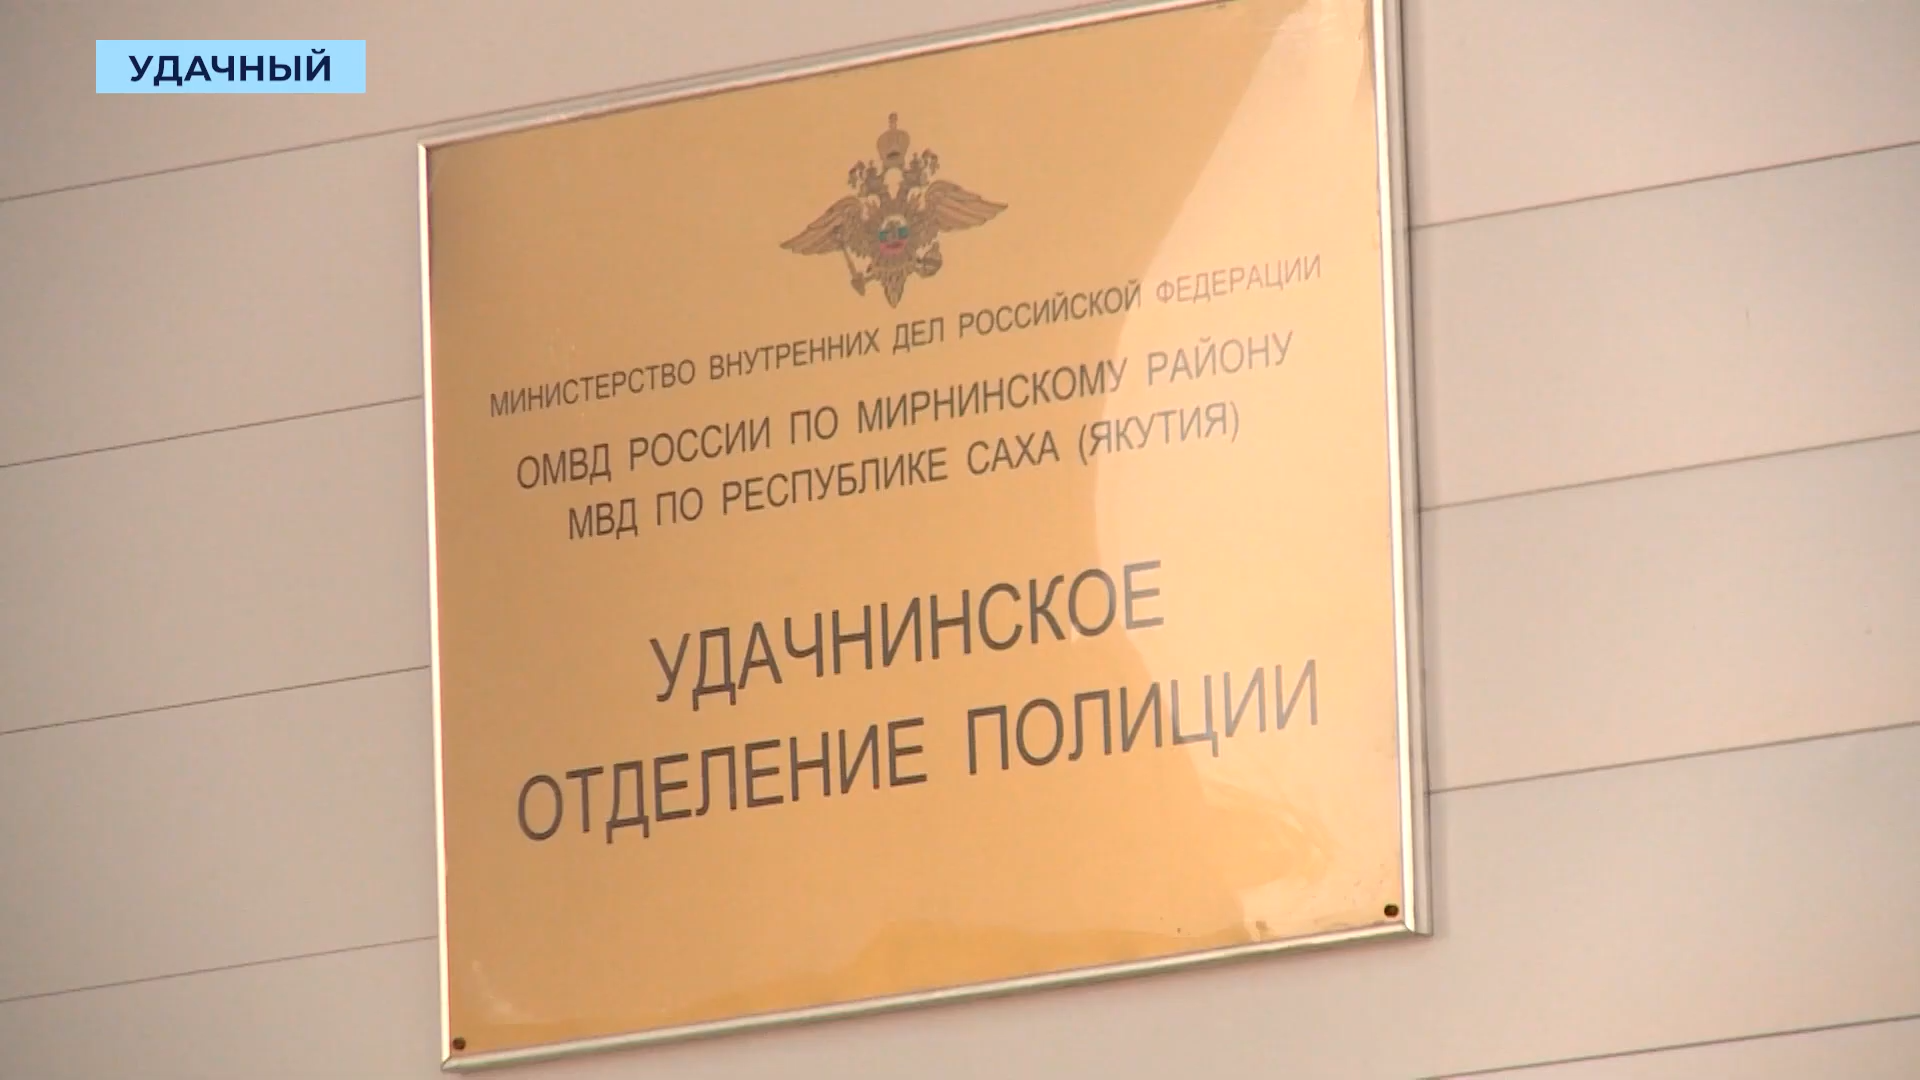 УДАЧНЫЙ
МИНИСТЕРСТВО ВНУТРЕННИХ ДЕЛ РОССИЙСКОЙ ФЕДЕРАЦИИ
ОМВД РОССИИ ПО МИРНИНСКОМУ РАЙОНУ
МВД ПО РЕСПУБЛИКЕ САХА (ЯКУТИЯ)
УДАЧНИНСКОЕ
ОТДЕЛЕНИЕ ПОЛИЦИИ